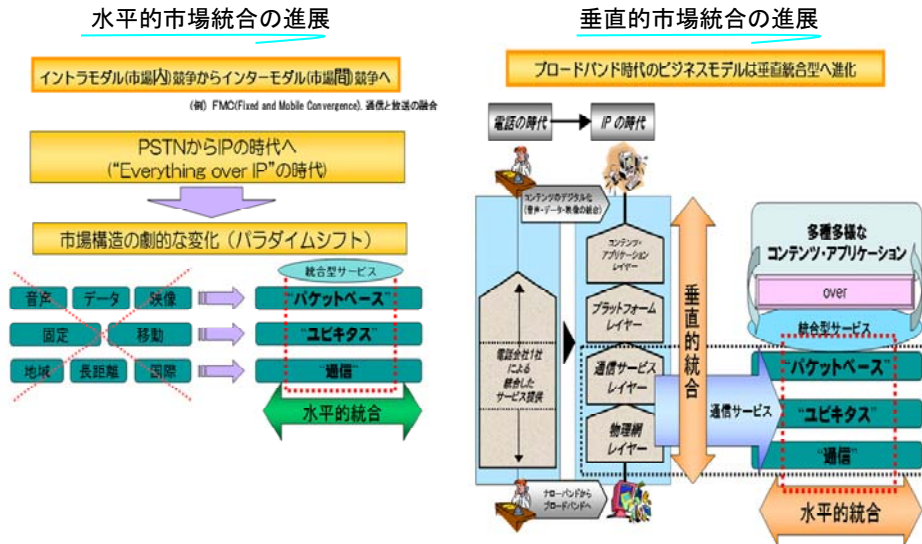 水平的市場統合の進展
イントラモダル(市場内)競争からインターモダル(市場間)競争へ
(例) FMC(Fixed and Mobile Convergence)、通信と放送の融合
PSTNからIPの時代へ
("Everything over IP"の時代)
市場構造の劇的な変化（パラダイムシフト）
統合型サービス
音声 データ 映像
"パケットベース"
固定 移動
"ユビキタス"
地域 長距離 国際
"通信"
水平的統合
垂直的市場統合の進展
ブロードバンド時代のビジネスモデルは垂直統合型へ進化
電話の時代
IPの時代
コンテンツのデジタル化
(音声・データ・映像の統合)
コンテンツ・
アプリケーション
レイヤー
プラットフォーム
レイヤー
電話会社1社
による
統合した
サービス提供
通信サービス
レイヤー
物理網
レイヤー
ナローバンドから
ブロードバンドへ
垂直的統合
通信サービス
多種多様な
コンテンツ・アプリケーション
over
統合型サービス
"パケットベース"
"ユビキタス"
"通信"
水平的統合